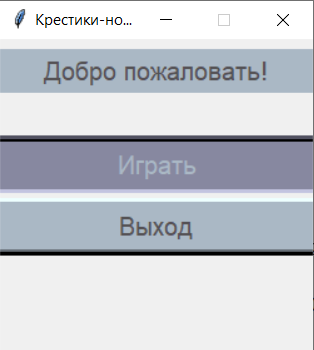 Крестики-но...
Добро пожаловать!
Играть
Выход